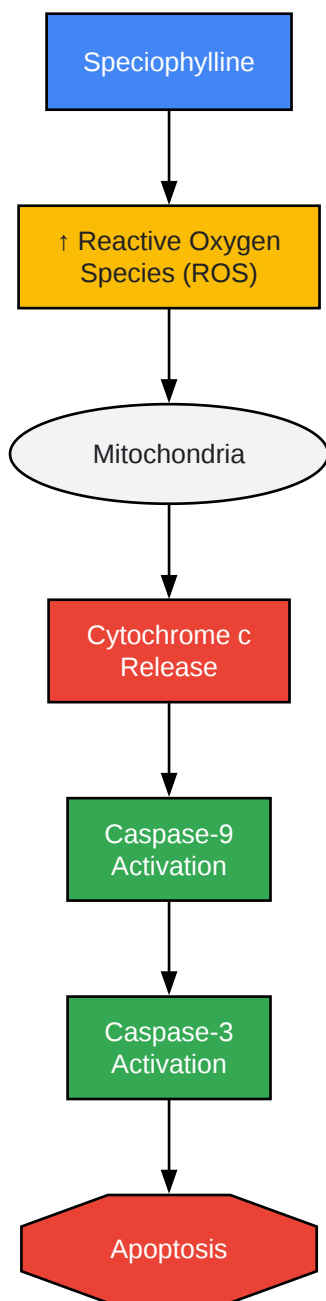 Speciophylline
↑ Reactive Oxygen
Species (ROS)
Mitochondria
Cytochrome c
Release
Caspase-9
Activation
Caspase-3
Activation
Apoptosis